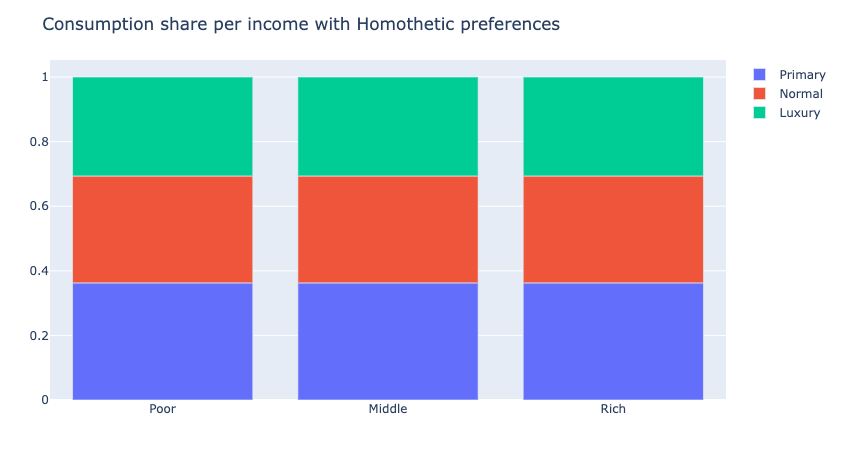 Consumption share per income with Homothetic preferences
1
0.8
0.6
0.4
0.2
0
Poor
Middle
Rich
Primary
Normal
Luxury